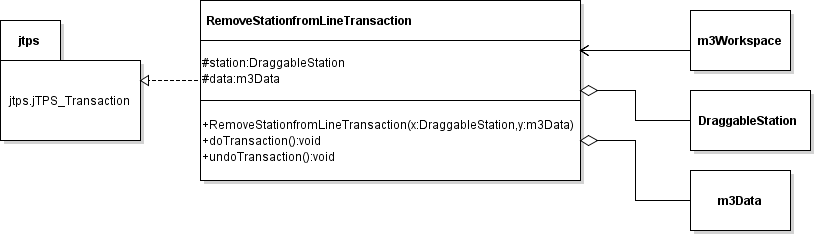 jtps
jtps.jTPS_Transaction
RemoveStationfromLineTransaction
#station:DraggableStation
#data:m3Data
+RemoveStationfromLineTransaction(x:DraggableStation,y:m3Data)
+doTransaction():void
+undoTransaction():void
m3Workspace
DraggableStation
m3Data